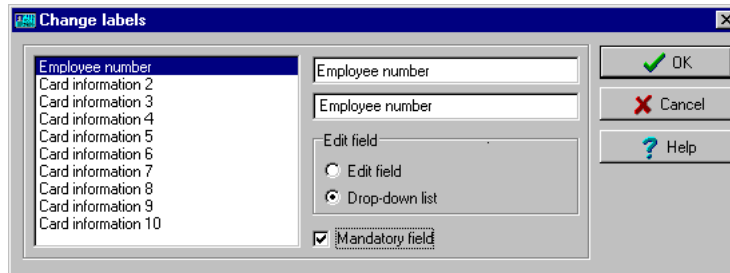 Change labels
Employee number
Card information 2
Card information 3
Card information 4
Card information 5
Card information 6
Card information 7
Card information 8
Card information 9
Card information 10
Employee number
Employee number
Edit field
Edit field
Drop-down list
Mandatory field
OK
Cancel
Help